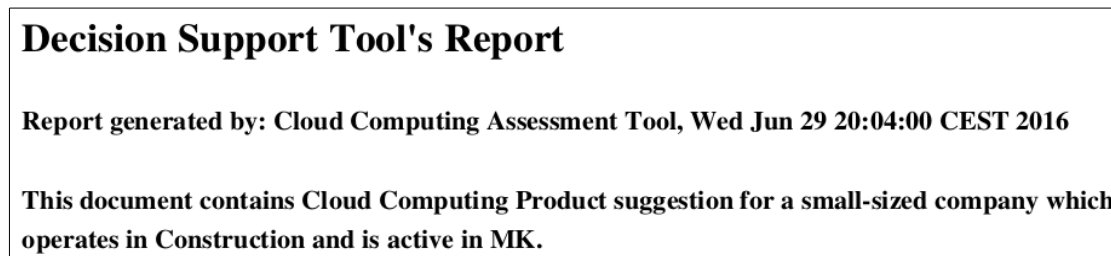 Decision Support Tool's Report
Report generated by: Cloud Computing Assessment Tool, Wed Jun 29 20:04:00 CEST 2016
This document contains Cloud Computing Product suggestion for a small-sized company which
operates in Construction and is active in MK.